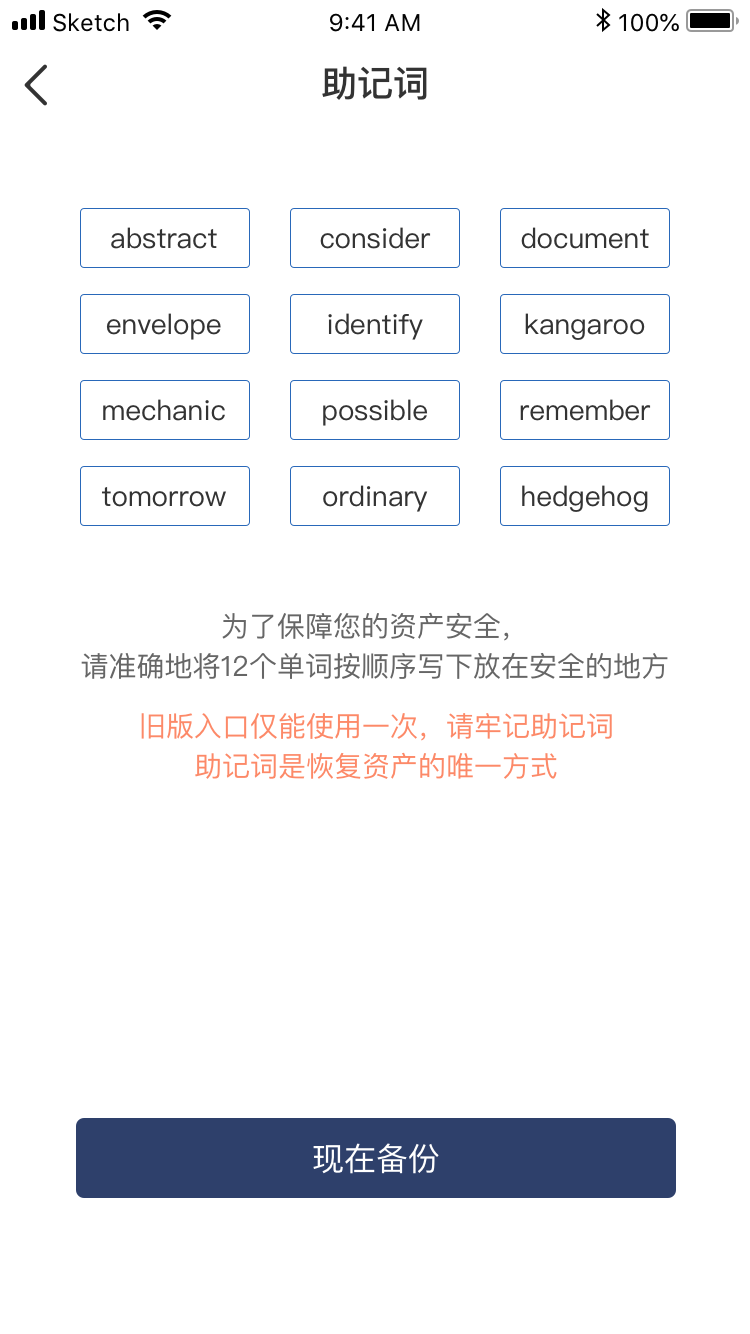 Sketch 9:41 AM 100%
助记词
abstract consider document
envelope identify kangaroo
mechanic possible remember
tomorrow ordinary hedgehog
为了保障您的资产安全，
请准确地将12个单词按顺序写下放在安全的地方
旧版入口仅能使用一次，请牢记助记词
助记词是恢复资产的唯一方式
现在备份